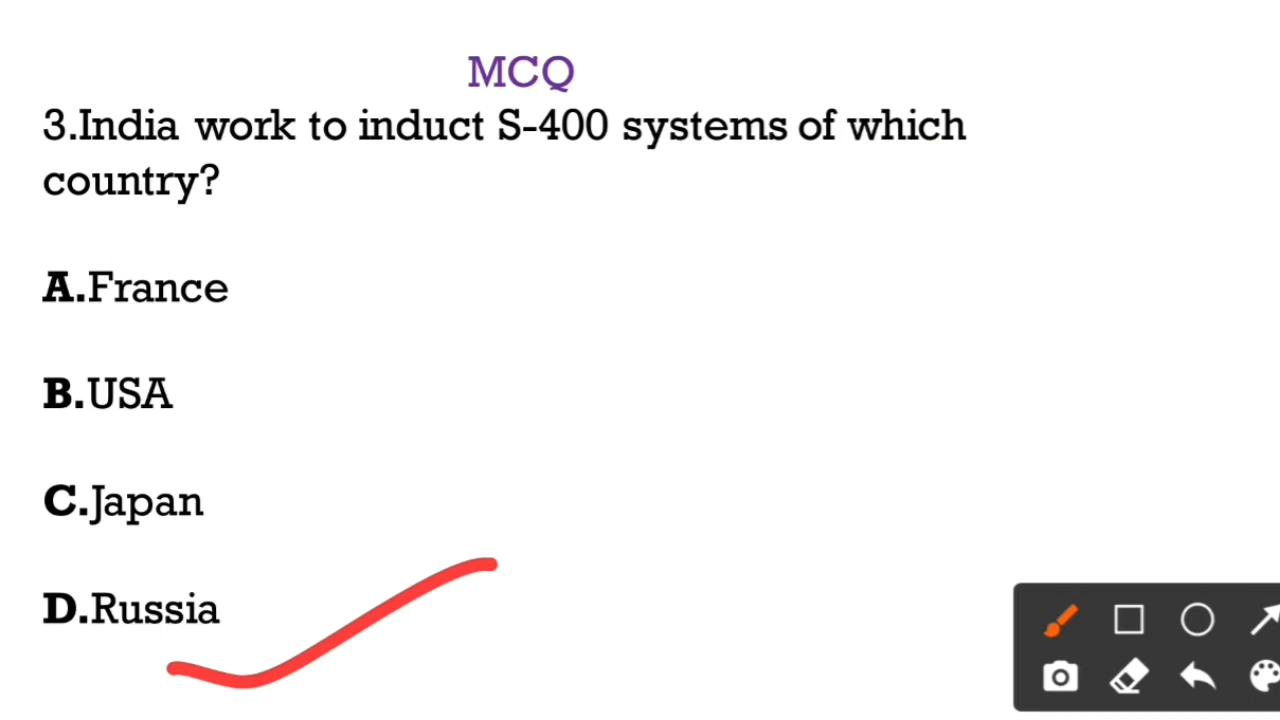 MCQ
3.India work to induct S-400 systems of which
country?
A.France
B.USA
C.Japan
D.Russia